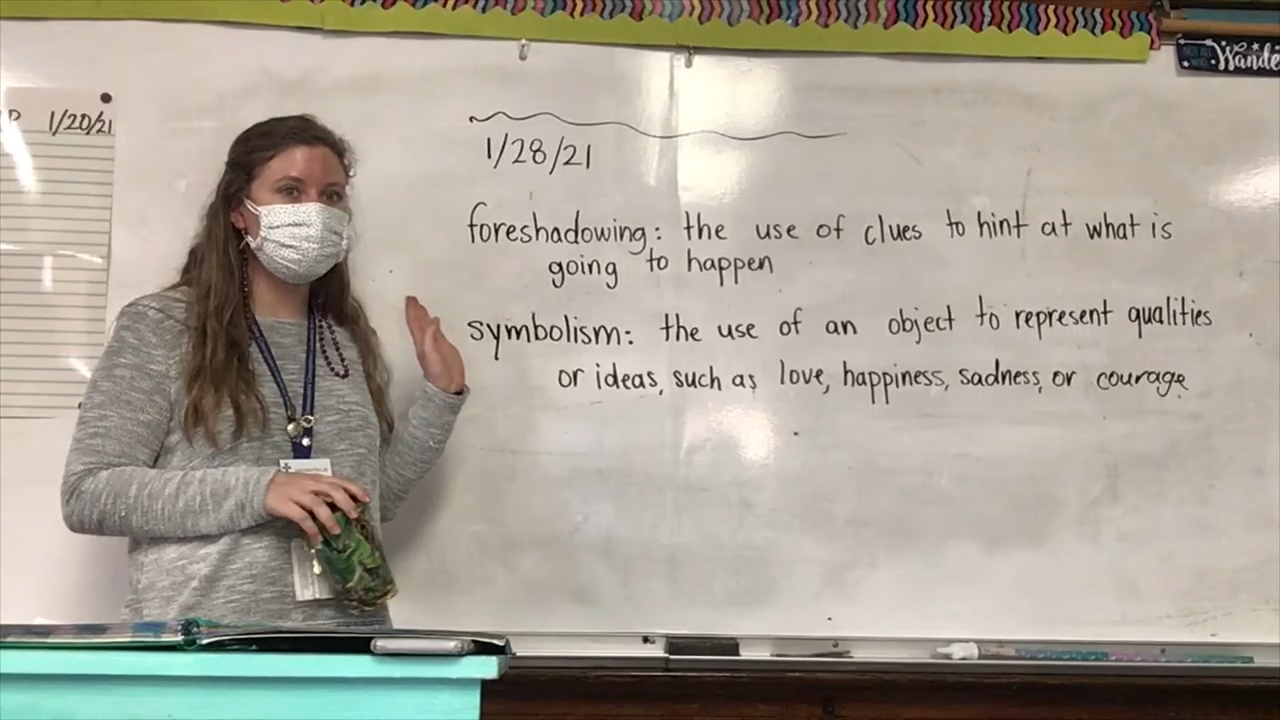 1/20/21
1/28/21
foreshadowing: the use of clues to hint at what is
going to happen
symbolism: the use of an object to represent qualities
or ideas, such as love, happiness, sadness, or courage